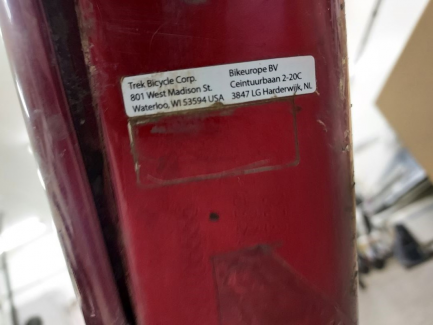 Trek Bicycle Corp.
801 West Madison St.
Waterloo, WI 53594 USA
Bikeurope BV
Ceintuurbaan 2-20C
3847 LG Harderwijk, NL